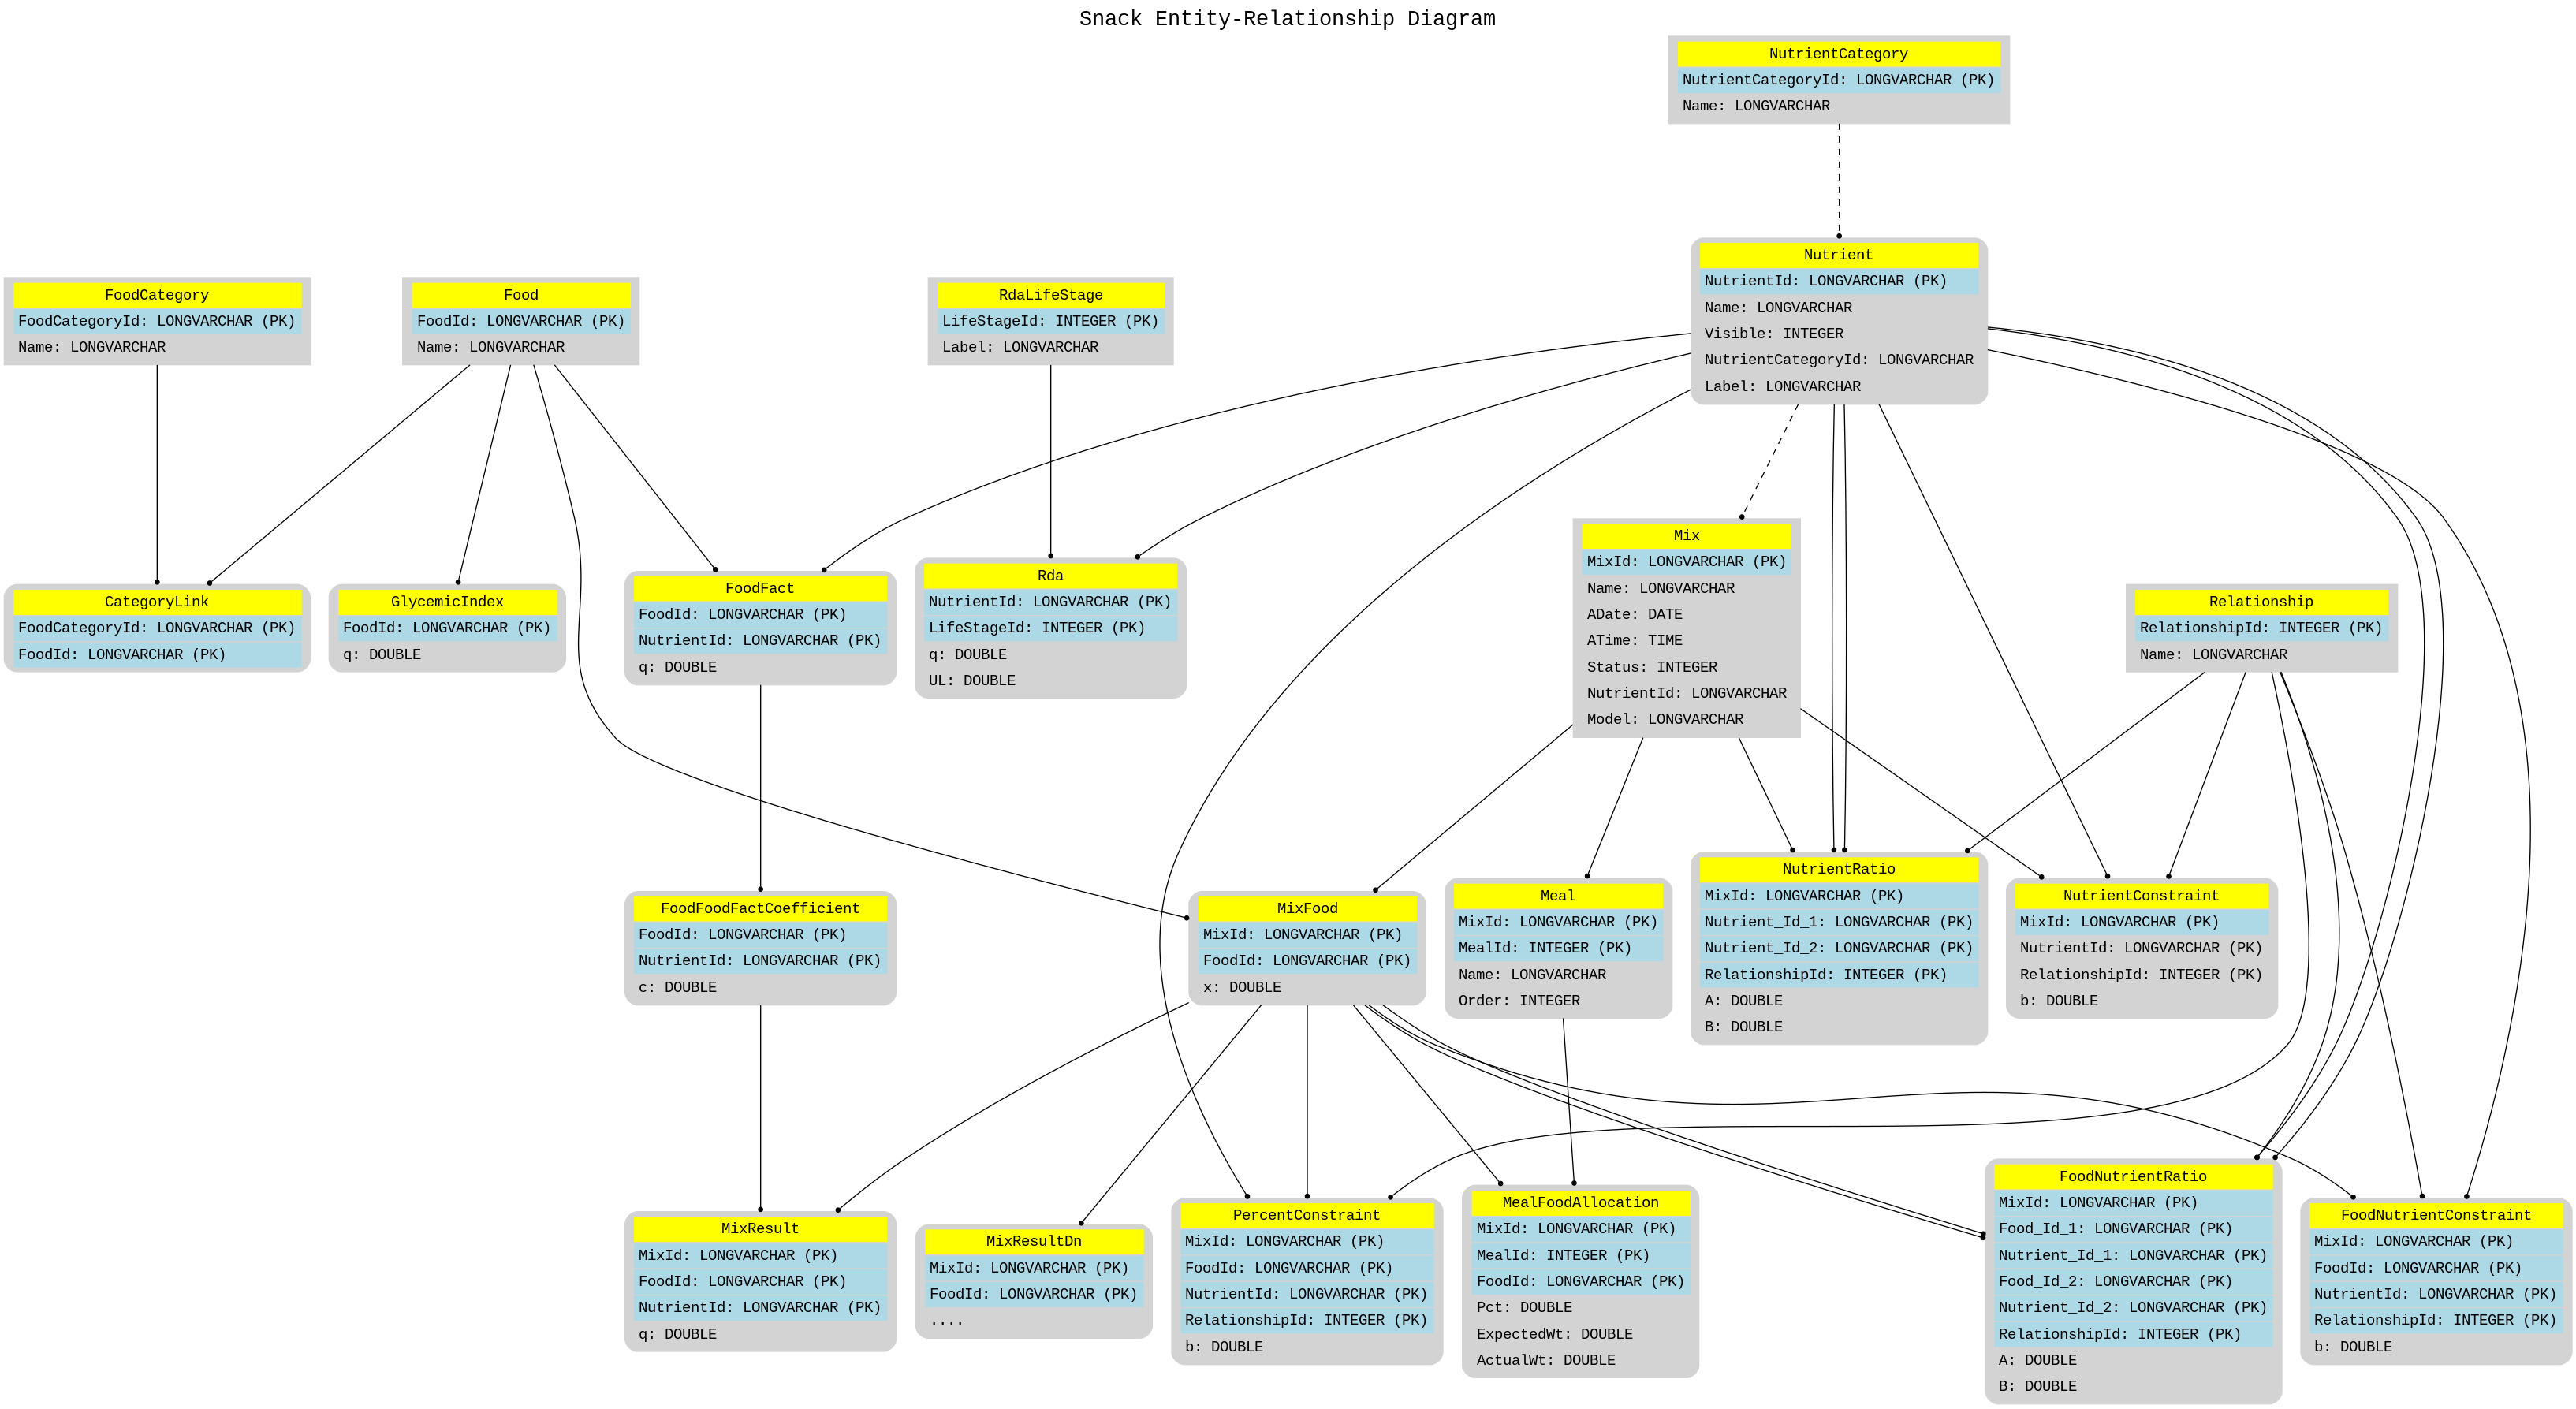 Snack Entity-Relationship Diagram
NutrientCategory
NutrientCategoryId: LONGVARCHAR (PK)
Name: LONGVARCHAR
Nutrient
NutrientId: LONGVARCHAR (PK)
Name: LONGVARCHAR
Visible: INTEGER
NutrientCategoryId: LONGVARCHAR
Label: LONGVARCHAR
FoodCategory
FoodCategoryId: LONGVARCHAR (PK)
Name: LONGVARCHAR
Food
FoodId: LONGVARCHAR (PK)
Name: LONGVARCHAR
RdaLifeStage
LifeStageId: INTEGER (PK)
Label: LONGVARCHAR
Mix
MixId: LONGVARCHAR (PK)
Name: LONGVARCHAR
ADate: DATE
ATime: TIME
Status: INTEGER
NutrientId: LONGVARCHAR
Model: LONGVARCHAR
CategoryLink
FoodCategoryId: LONGVARCHAR (PK)
FoodId: LONGVARCHAR (PK)
GlycemicIndex
FoodId: LONGVARCHAR (PK)
q: DOUBLE
FoodFact
FoodId: LONGVARCHAR (PK)
NutrientId: LONGVARCHAR (PK)
q: DOUBLE
Rda
NutrientId: LONGVARCHAR (PK)
LifeStageId: INTEGER (PK)
q: DOUBLE
UL: DOUBLE
Relationship
RelationshipId: INTEGER (PK)
Name: LONGVARCHAR
FoodFoodFactCoefficient
FoodId: LONGVARCHAR (PK)
NutrientId: LONGVARCHAR (PK)
c: DOUBLE
MixFood
MixId: LONGVARCHAR (PK)
FoodId: LONGVARCHAR (PK)
x: DOUBLE
Meal
MixId: LONGVARCHAR (PK)
MealId: INTEGER (PK)
Name: LONGVARCHAR
Order: INTEGER
NutrientRatio
MixId: LONGVARCHAR (PK)
Nutrient_Id_1: LONGVARCHAR (PK)
Nutrient_Id_2: LONGVARCHAR (PK)
RelationshipId: INTEGER (PK)
A: DOUBLE
B: DOUBLE
NutrientConstraint
MixId: LONGVARCHAR (PK)
NutrientId: LONGVARCHAR (PK)
RelationshipId: INTEGER (PK)
b: DOUBLE
MixResult
MixId: LONGVARCHAR (PK)
FoodId: LONGVARCHAR (PK)
NutrientId: LONGVARCHAR (PK)
q: DOUBLE
MixResultDn
MixId: LONGVARCHAR (PK)
FoodId: LONGVARCHAR (PK)
....
PercentConstraint
MixId: LONGVARCHAR (PK)
FoodId: LONGVARCHAR (PK)
NutrientId: LONGVARCHAR (PK)
RelationshipId: INTEGER (PK)
b: DOUBLE
MealFoodAllocation
MixId: LONGVARCHAR (PK)
MealId: INTEGER (PK)
FoodId: LONGVARCHAR (PK)
Pct: DOUBLE
ExpectedWt: DOUBLE
ActualWt: DOUBLE
FoodNutrientRatio
MixId: LONGVARCHAR (PK)
Food_Id_1: LONGVARCHAR (PK)
Nutrient_Id_1: LONGVARCHAR (PK)
Food_Id_2: LONGVARCHAR (PK)
Nutrient_Id_2: LONGVARCHAR (PK)
RelationshipId: INTEGER (PK)
A: DOUBLE
B: DOUBLE
FoodNutrientConstraint
MixId: LONGVARCHAR (PK)
FoodId: LONGVARCHAR (PK)
NutrientId: LONGVARCHAR (PK)
RelationshipId: INTEGER (PK)
b: DOUBLE